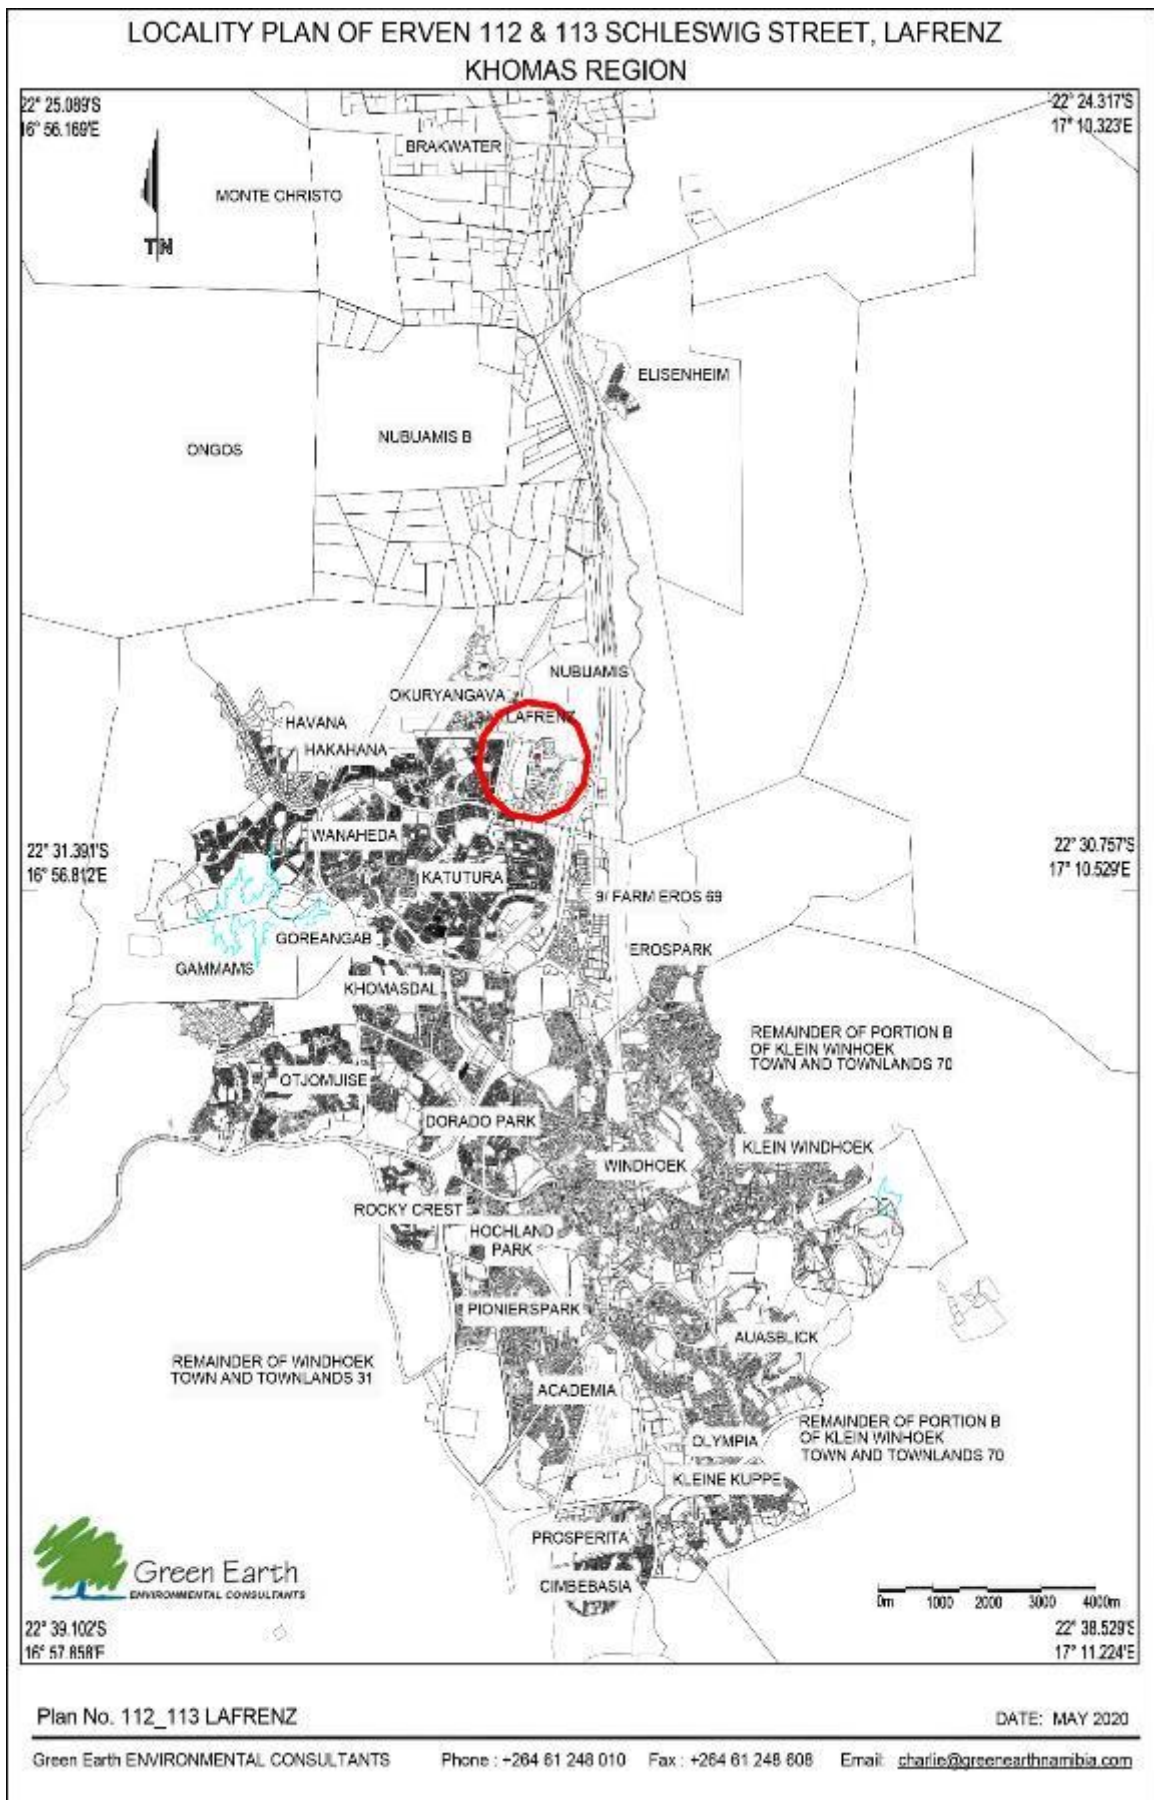 LOCALITY PLAN OF ERVEN 112 & 113 SCHLESWIG STREET, LAFRENZ
KHOMAS REGION
22° 25.089'S
16° 56.169'E
22° 24.317'S
17° 10.323'E
BRAKWATER
MONTE CHRISTO
TN
ELISENHEIM
NUBUAMIS B
ONGOS
NUBUAMIS
OKURYANGAVA
LAFRENZ
HAVANA
HAKAHANA
WANAHEDA
22° 31.391'S
16° 56.812'E
22° 30.757'S
17° 10.529'E
KATUTURA
9/ FARM EROS 69
GOREANGAB
EROSPARK
GAMMAMS
KHOMASDAL
REMAINDER OF PORTION B
OF KLEIN WINHOEK
TOWN AND TOWNLANDS 70
OTJOMUISE
DORADO PARK
KLEIN WINDHOEK
WINDHOEK
ROCKY CREST
HOCHLAND
PARK
PIONIERSPARK
AUASBLICK
REMAINDER OF WINDHOEK
TOWN AND TOWNLANDS 31
ACADEMIA
REMAINDER OF PORTION B
OF KLEIN WINHOEK
TOWN AND TOWNLANDS 70
OLYMPIA
KLEINE KUPPE
PROSPERITA
CIMBEBASIA
Green Earth
ENVIRONMENTAL CONSULTANTS
0m 1000 2000 3000 4000m
22° 39.102'S
16° 57.858'E
22° 38.529'S
17° 11.224'E
Plan No. 112_113 LAFRENZ
DATE: MAY 2020
Green Earth ENVIRONMENTAL CONSULTANTS Phone : +264 61 248 010 Fax : +264 61 248 608 Email: charlie@greenearthnamibia.com